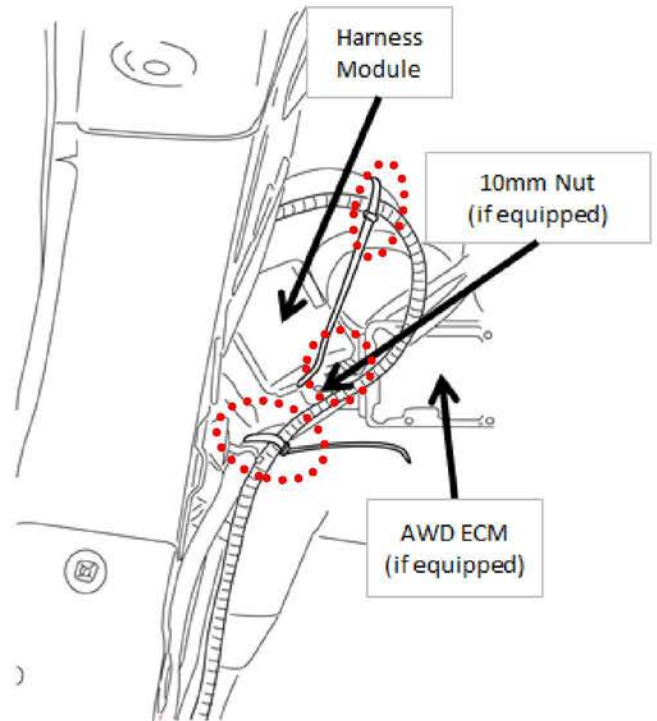 Harness
Module
10mm Nut
(if equipped)
AWD ECM
(if equipped)